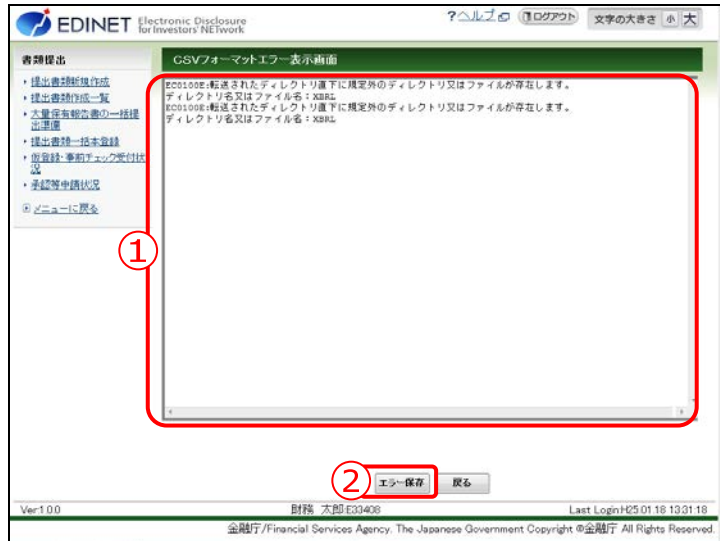 EDINET Electronic Disclosure for Investors' NETwork
?ヘルプ ログアウト 文字の大きさ 小 大
書類提出
CSVフォーマットエラー表示画面
・提出書類新規作成
・提出書類作成一覧
・大量保有報告書の一括提
出準備
・提出書類一括本登録
・仮登録・事前チェック受付状
況
・承認等申請状況
メニューに戻る
EC0100E:転送されたディレクトリ直下に規定外のディレクトリ又はファイルが存在します。
ディレクトリ名又はファイル名：XBRL
EC0100E:転送されたディレクトリ直下に規定外のディレクトリ又はファイルが存在します。
ディレクトリ名又はファイル名：XBRL
①
②
エラー保存 戻る
Ver:1.0.0 財務 太郎:E33408 Last Login:H25.01.18 13:31:18
金融庁/Financial Services Agency. The Japanese Government Copyright ©金融庁 All Rights Reserved.